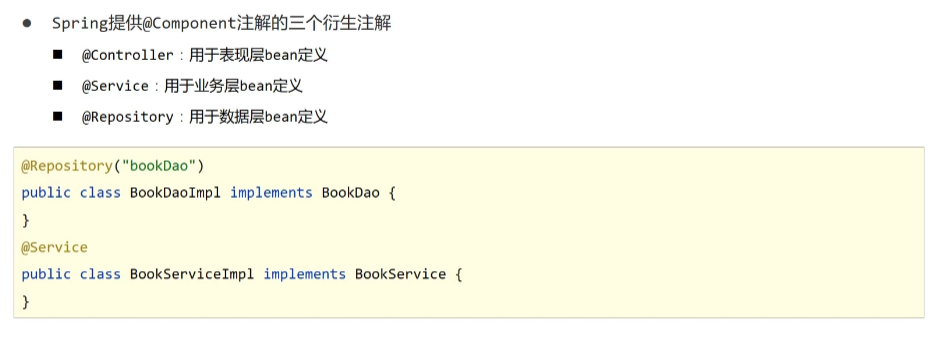 ● Spring提供@Component注解的三个衍生注解
■ @Controller：用于表现层bean定义
■ @Service：用于业务层bean定义
■ @Repository：用于数据层bean定义
@Repository("bookDao")
public class BookDaoImpl implements BookDao {
}
@Service
public class BookServiceImpl implements BookService {
}